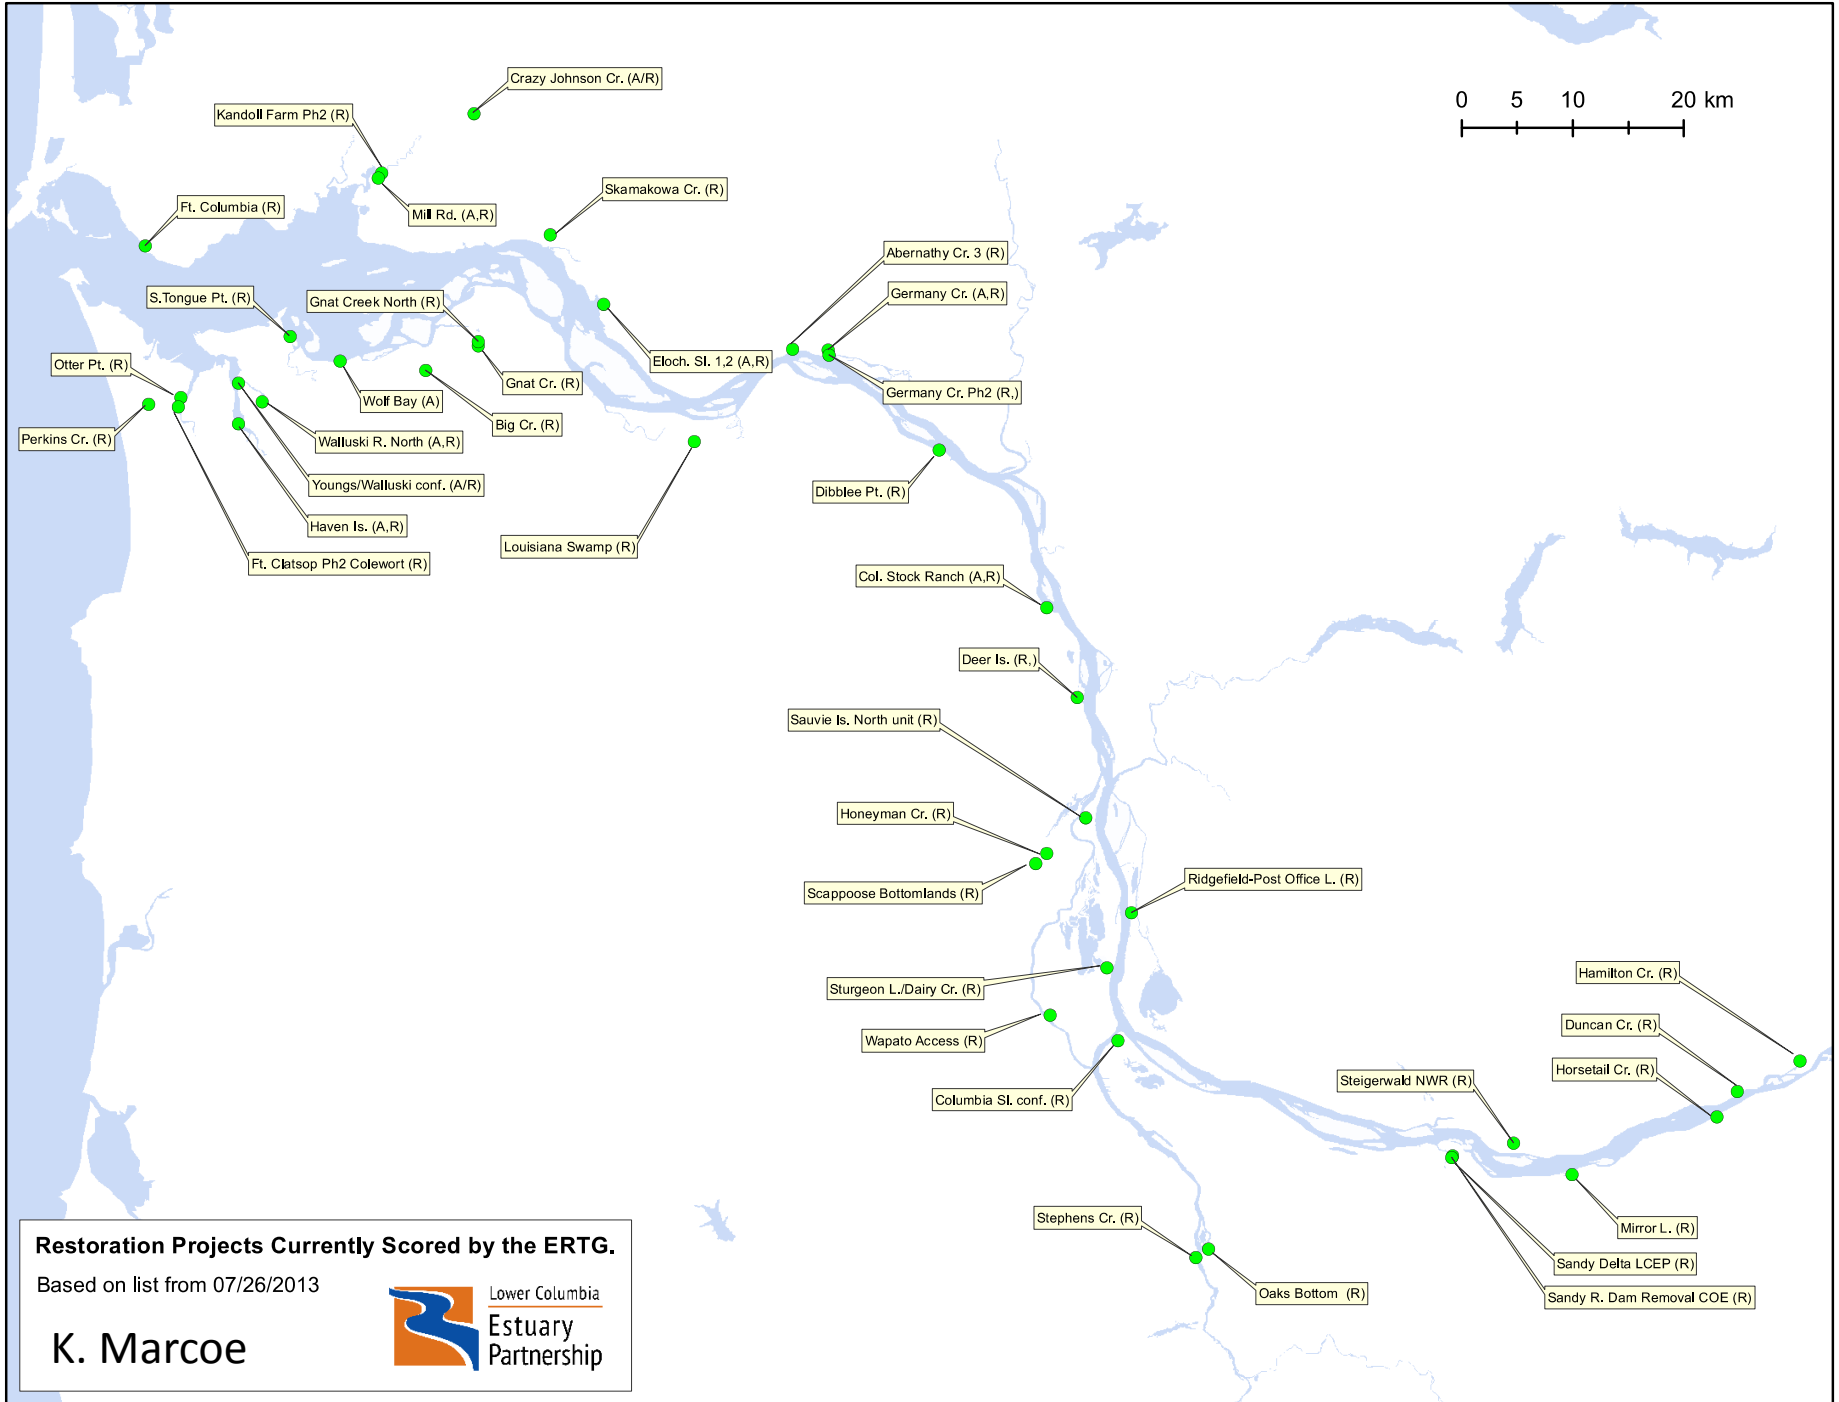 Crazy Johnson Cr. (A/R)
0 5 10 20 km
Kandoll Farm Ph2 (R)
Skamakowa Cr. (R)
Ft. Columbia (R)
Mill Rd. (A,R)
Abernathy Cr. 3 (R)
S.Tongue Pt. (R)
Gnat Creek North (R)
Germany Cr. (A,R)
Otter Pt. (R)
Eloch. Sl. 1,2 (A,R)
Gnat Cr. (R)
Germany Cr. Ph2 (R,)
Wolf Bay (A)
Big Cr. (R)
Perkins Cr. (R)
Walluski R. North (A,R)
Youngs/Walluski conf. (A/R)
Dibblee Pt. (R)
Haven Is. (A,R)
Louisiana Swamp (R)
Ft. Clatsop Ph2 Colewort (R)
Col. Stock Ranch (A,R)
Deer Is. (R,)
Sauvie Is. North unit (R)
Honeyman Cr. (R)
Ridgefield-Post Office L. (R)
Scappoose Bottomlands (R)
Hamilton Cr. (R)
Sturgeon L./Dairy Cr. (R)
Duncan Cr. (R)
Wapato Access (R)
Horsetail Cr. (R)
Steigerwald NWR (R)
Columbia Sl. conf. (R)
Stephens Cr. (R)
Mirror L. (R)
Sandy Delta LCEP (R)
Oaks Bottom (R)
Sandy R. Dam Removal COE (R)
Restoration Projects Currently Scored by the ERTG.
Based on list from 07/26/2013
K. Marcoe
Lower Columbia
Estuary
Partnership